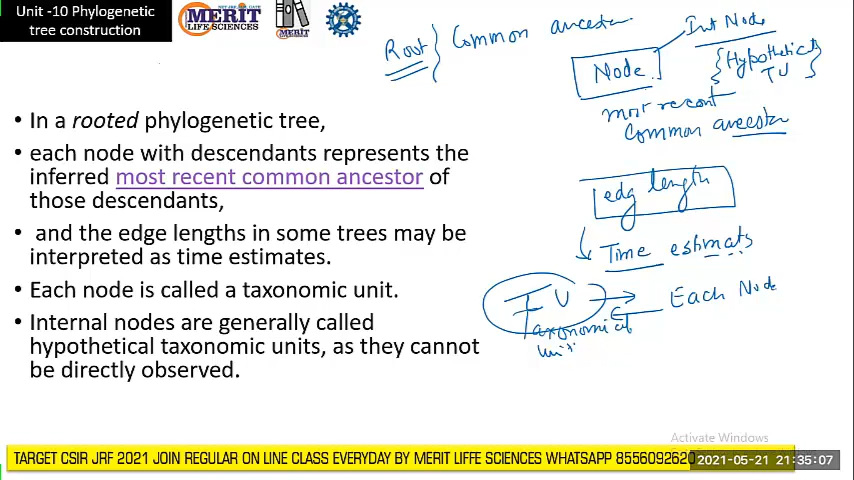 Unit -10 Phylogenetic
tree construction
MERIT
LIFE SCIENCES
MERIT
Root
Common ancestor
Int Node
Node
Hypothetical
TU
most recent
Common ancestor
• In a rooted phylogenetic tree,
• each node with descendants represents the
inferred most recent common ancestor of
those descendants,
• and the edge lengths in some trees may be
interpreted as time estimates.
• Each node is called a taxonomic unit.
• Internal nodes are generally called
hypothetical taxonomic units, as they cannot
be directly observed.
edg length
Time estimats
TU
Each Node
Taxonomical
unit
Activate Windows
TARGET CSIR JRF 2021 JOIN REGULAR ON LINE CLASS EVERYDAY BY MERIT LIFFE SCIENCES WHATSAPP 8556092620
2021-05-21 21:35:07